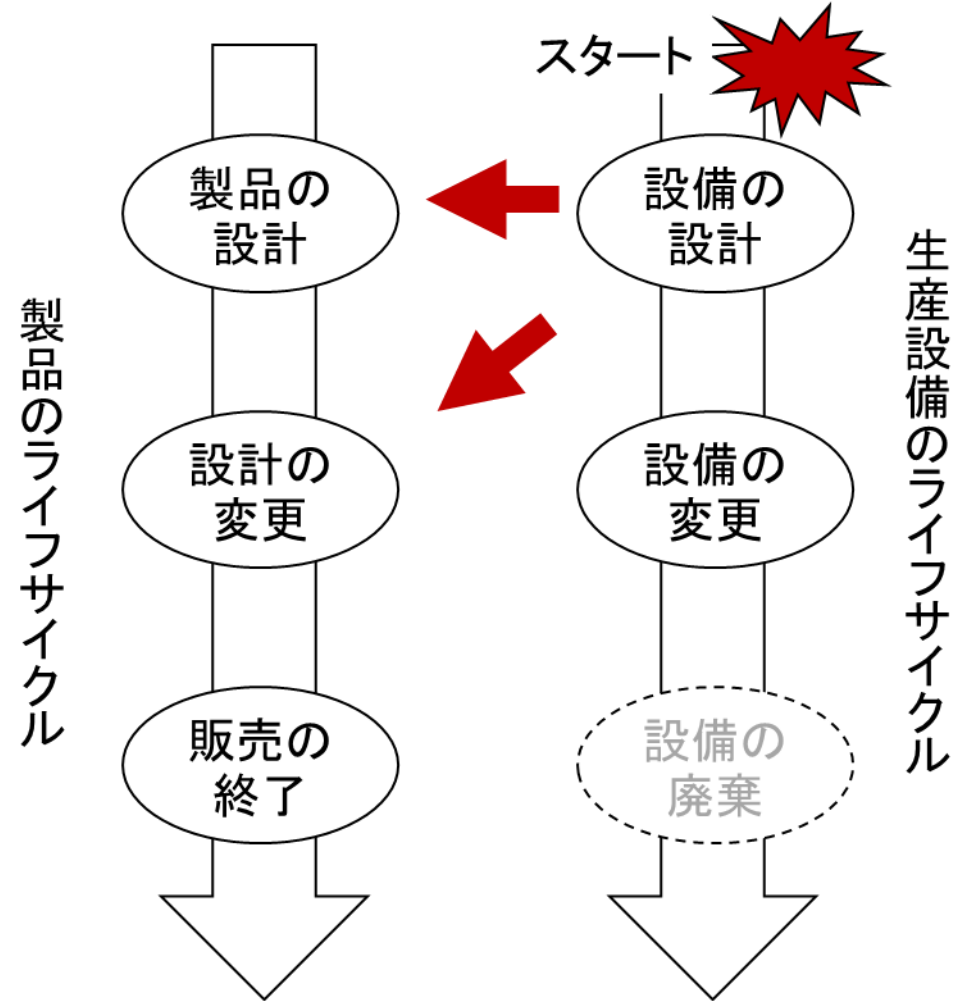 スタート
製品の
設計
設備の
設計
製品のライフサイクル
生産設備のライフサイクル
設計の
変更
設備の
変更
販売の
終了
設備の
廃棄